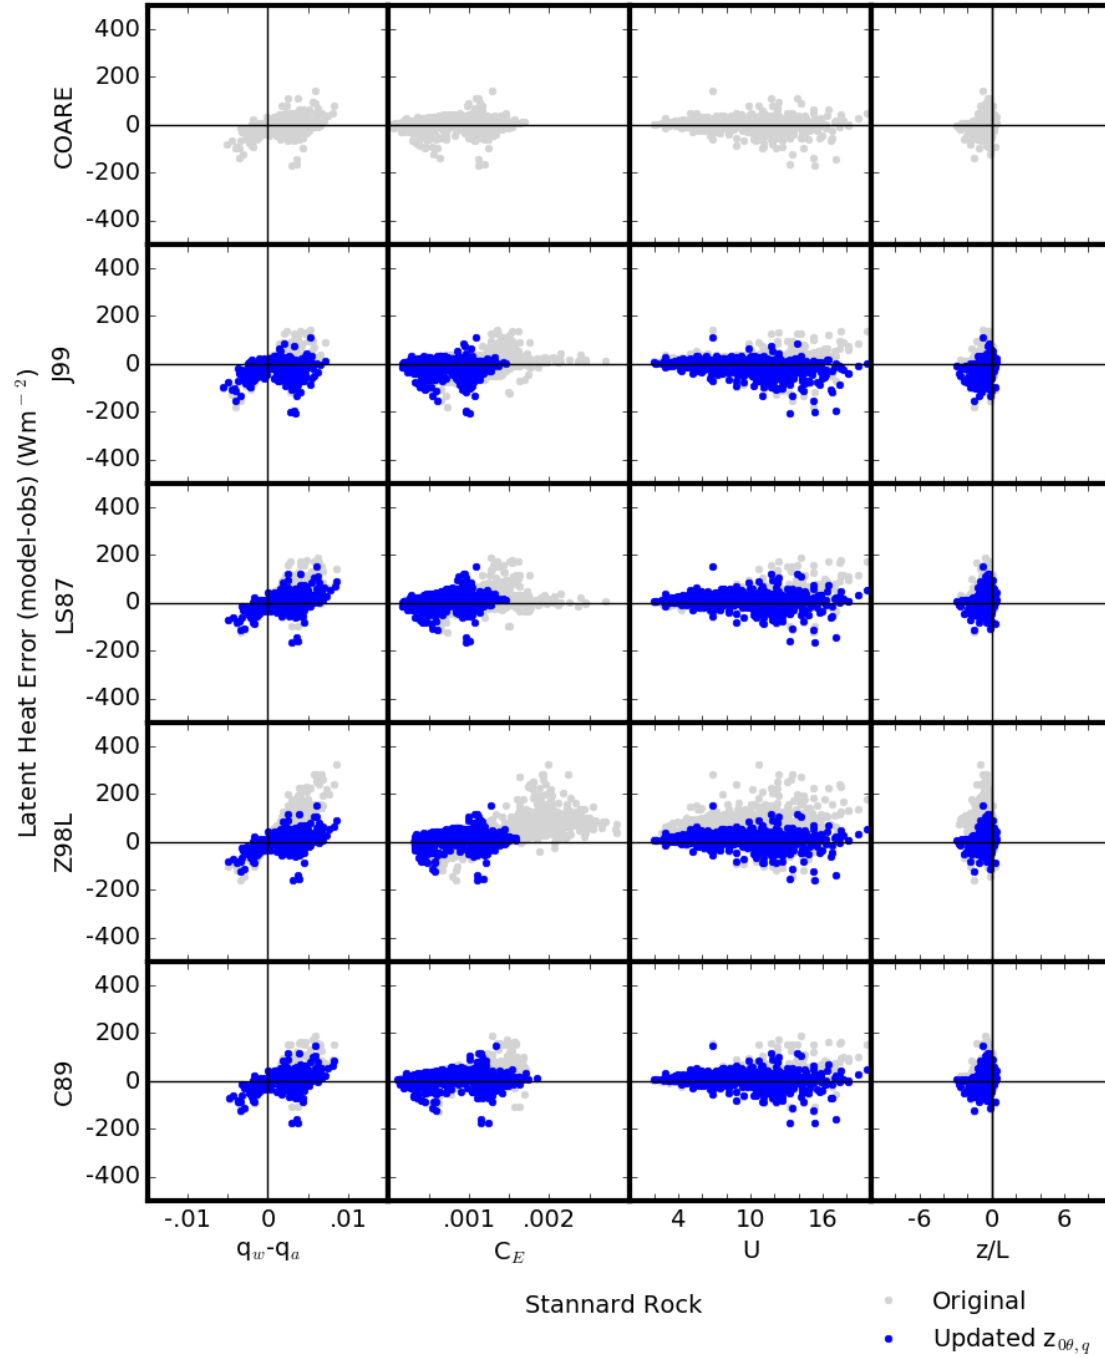 Latent Heat Error (model-obs) (Wm⁻²)
COARE
400
200
0
-200
-400
J99
400
200
0
-200
-400
LS87
400
200
0
-200
-400
Z98L
400
200
0
-200
-400
C89
400
200
0
-200
-400
-.01 0 .01 .001 .002 4 10 16 -6 0 6
q_w-q_a C_E U z/L
Stannard Rock
Original
Updated z_{0θ,q}